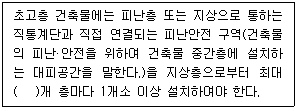 초고층 건축물에는 피난층 또는 지상으로 통하는
직통계단과 직접 연결되는 피난안전 구역(건축물
의 피난·안전을 위하여 건축물 중간층에 설치하
는 대피공간을 말한다.)을 지상층으로부터 최대
(   )개 층마다 1개소 이상 설치하여야 한다.